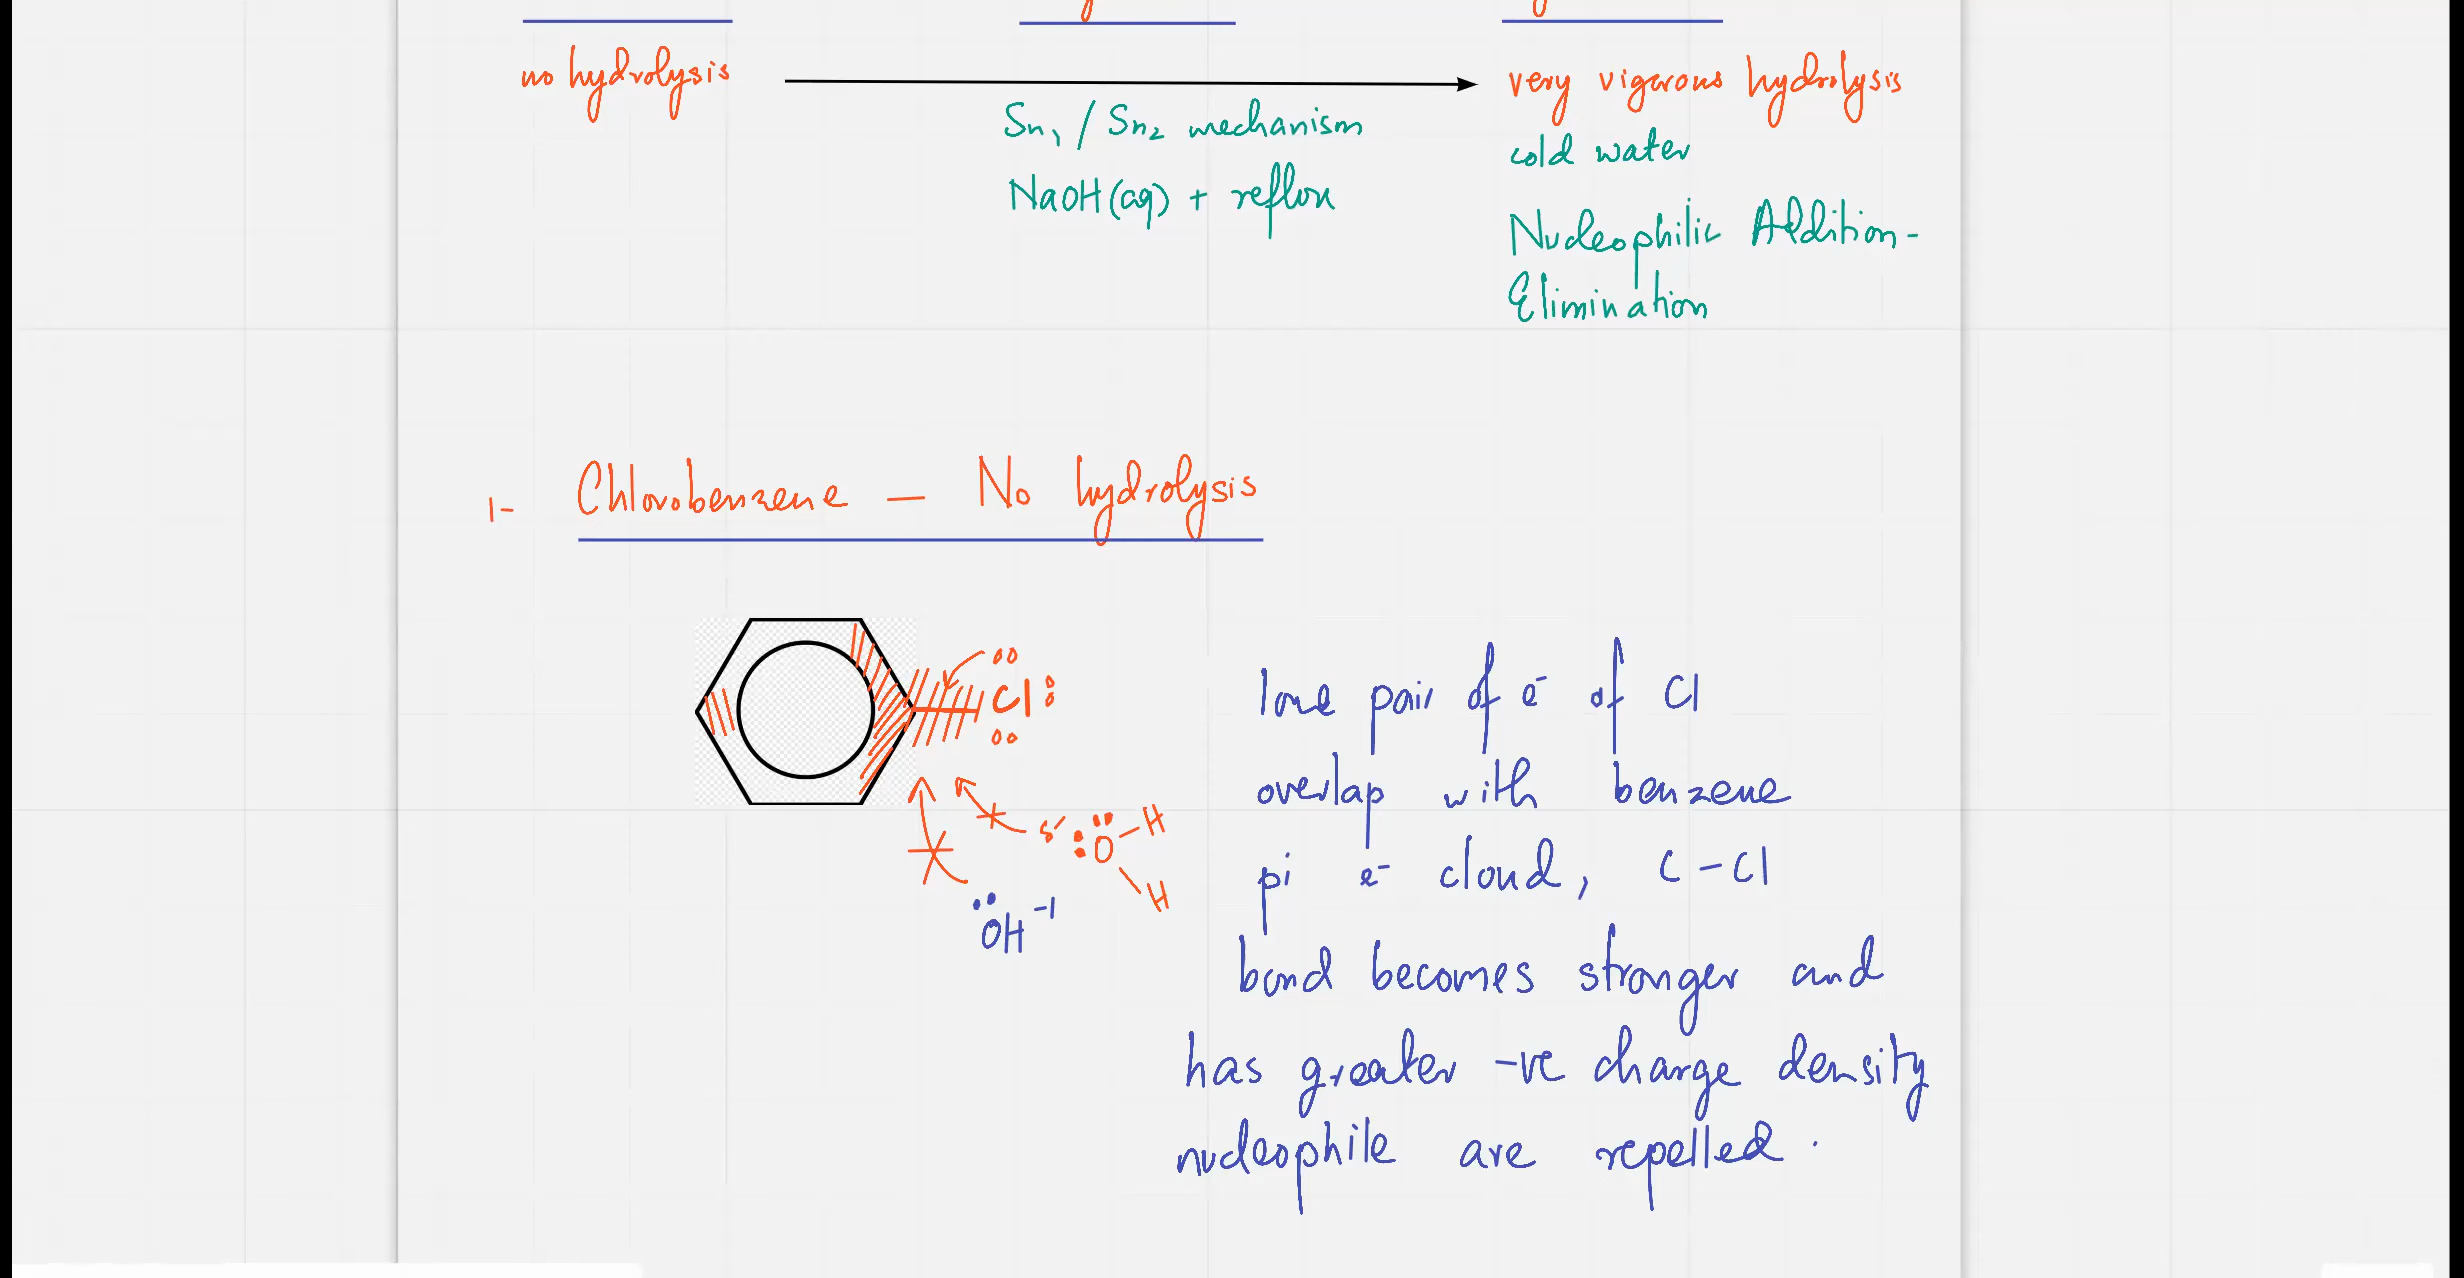 no hydrolysis
very vigorous hydrolysis
Sn1 / Sn2 mechanism
cold water
NaOH(aq) + reflux
Nucleophilic Addition-
Elimination
1- Chlorobenzene — No hydrolysis
Cl
lone pair of e⁻ of Cl
overlap with benzene
δ⁻ O H
H
pi e⁻ cloud, C-Cl
OH⁻¹
bond becomes stronger and
has greater -ve charge density
nucleophile are repelled.